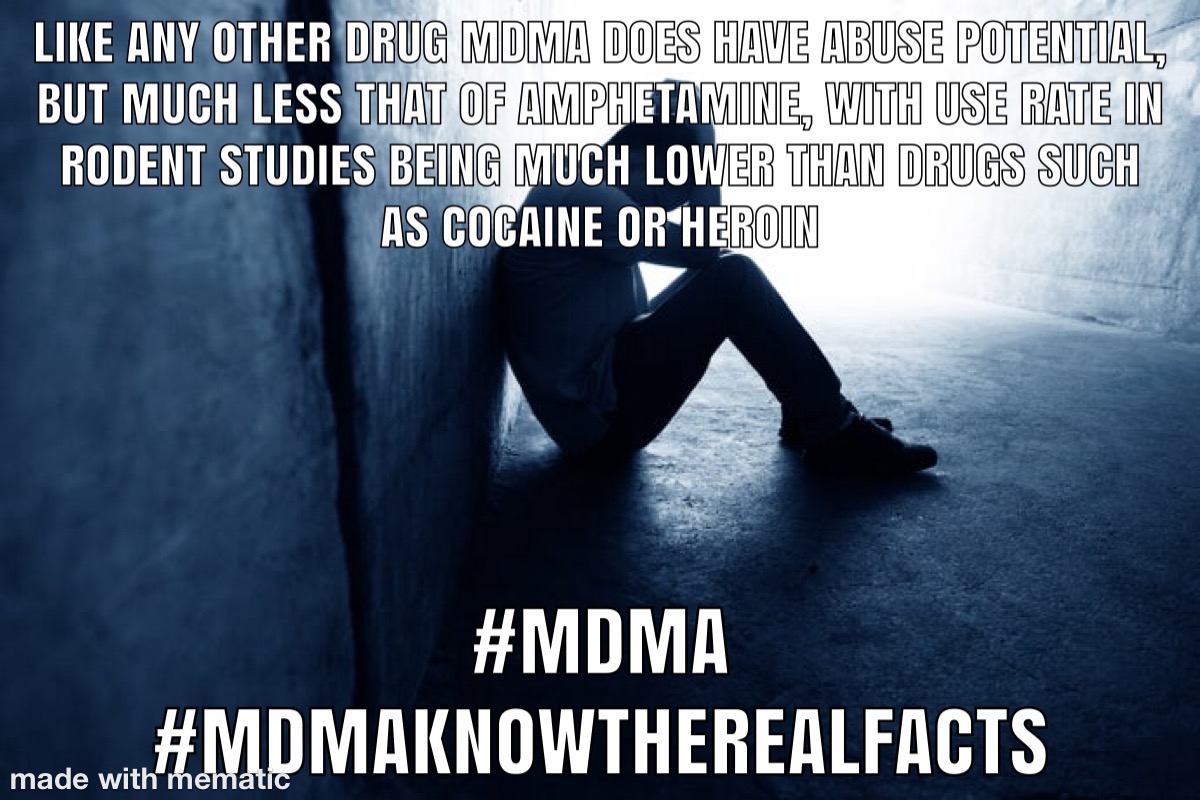 LIKE ANY OTHER DRUG MDMA DOES HAVE ABUSE POTENTIAL,
BUT MUCH LESS THAT OF AMPHETAMINE, WITH USE RATE IN
RODENT STUDIES BEING MUCH LOWER THAN DRUGS SUCH
AS COCAINE OR HEROIN
#MDMA
#MDMAKNOWTHEREALFACTS
made with mematic